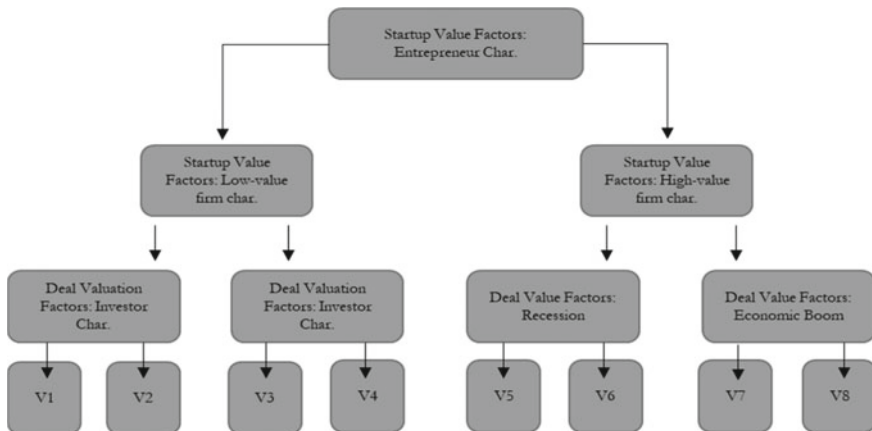 Startup Value Factors:
Entrepreneur Char.
Startup Value
Factors: Low-value
firm char.
Startup Value
Factors: High-value
firm char.
Deal Valuation
Factors: Investor
Char.
Deal Valuation
Factors: Investor
Char.
Deal Value Factors:
Recession
Deal Value Factors:
Economic Boom
V1
V2
V3
V4
V5
V6
V7
V8